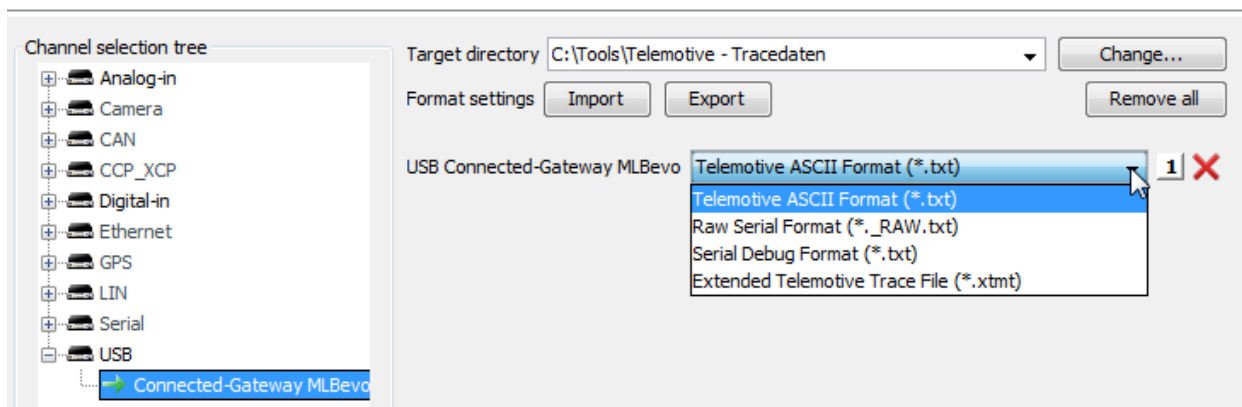 Channel selection tree
Analog-in
Camera
CAN
CCP_XCP
Digital-in
Ethernet
GPS
LIN
Serial
USB
Connected-Gateway MLBevo
Target directory C:\Tools\Telemotive - Tracedaten Change...
Format settings Import Export Remove all
USB Connected-Gateway MLBevo Telemotive ASCII Format (*.txt) 1
Telemotive ASCII Format (*.txt)
Raw Serial Format (*._RAW.txt)
Serial Debug Format (*.txt)
Extended Telemotive Trace File (*.xtmt)